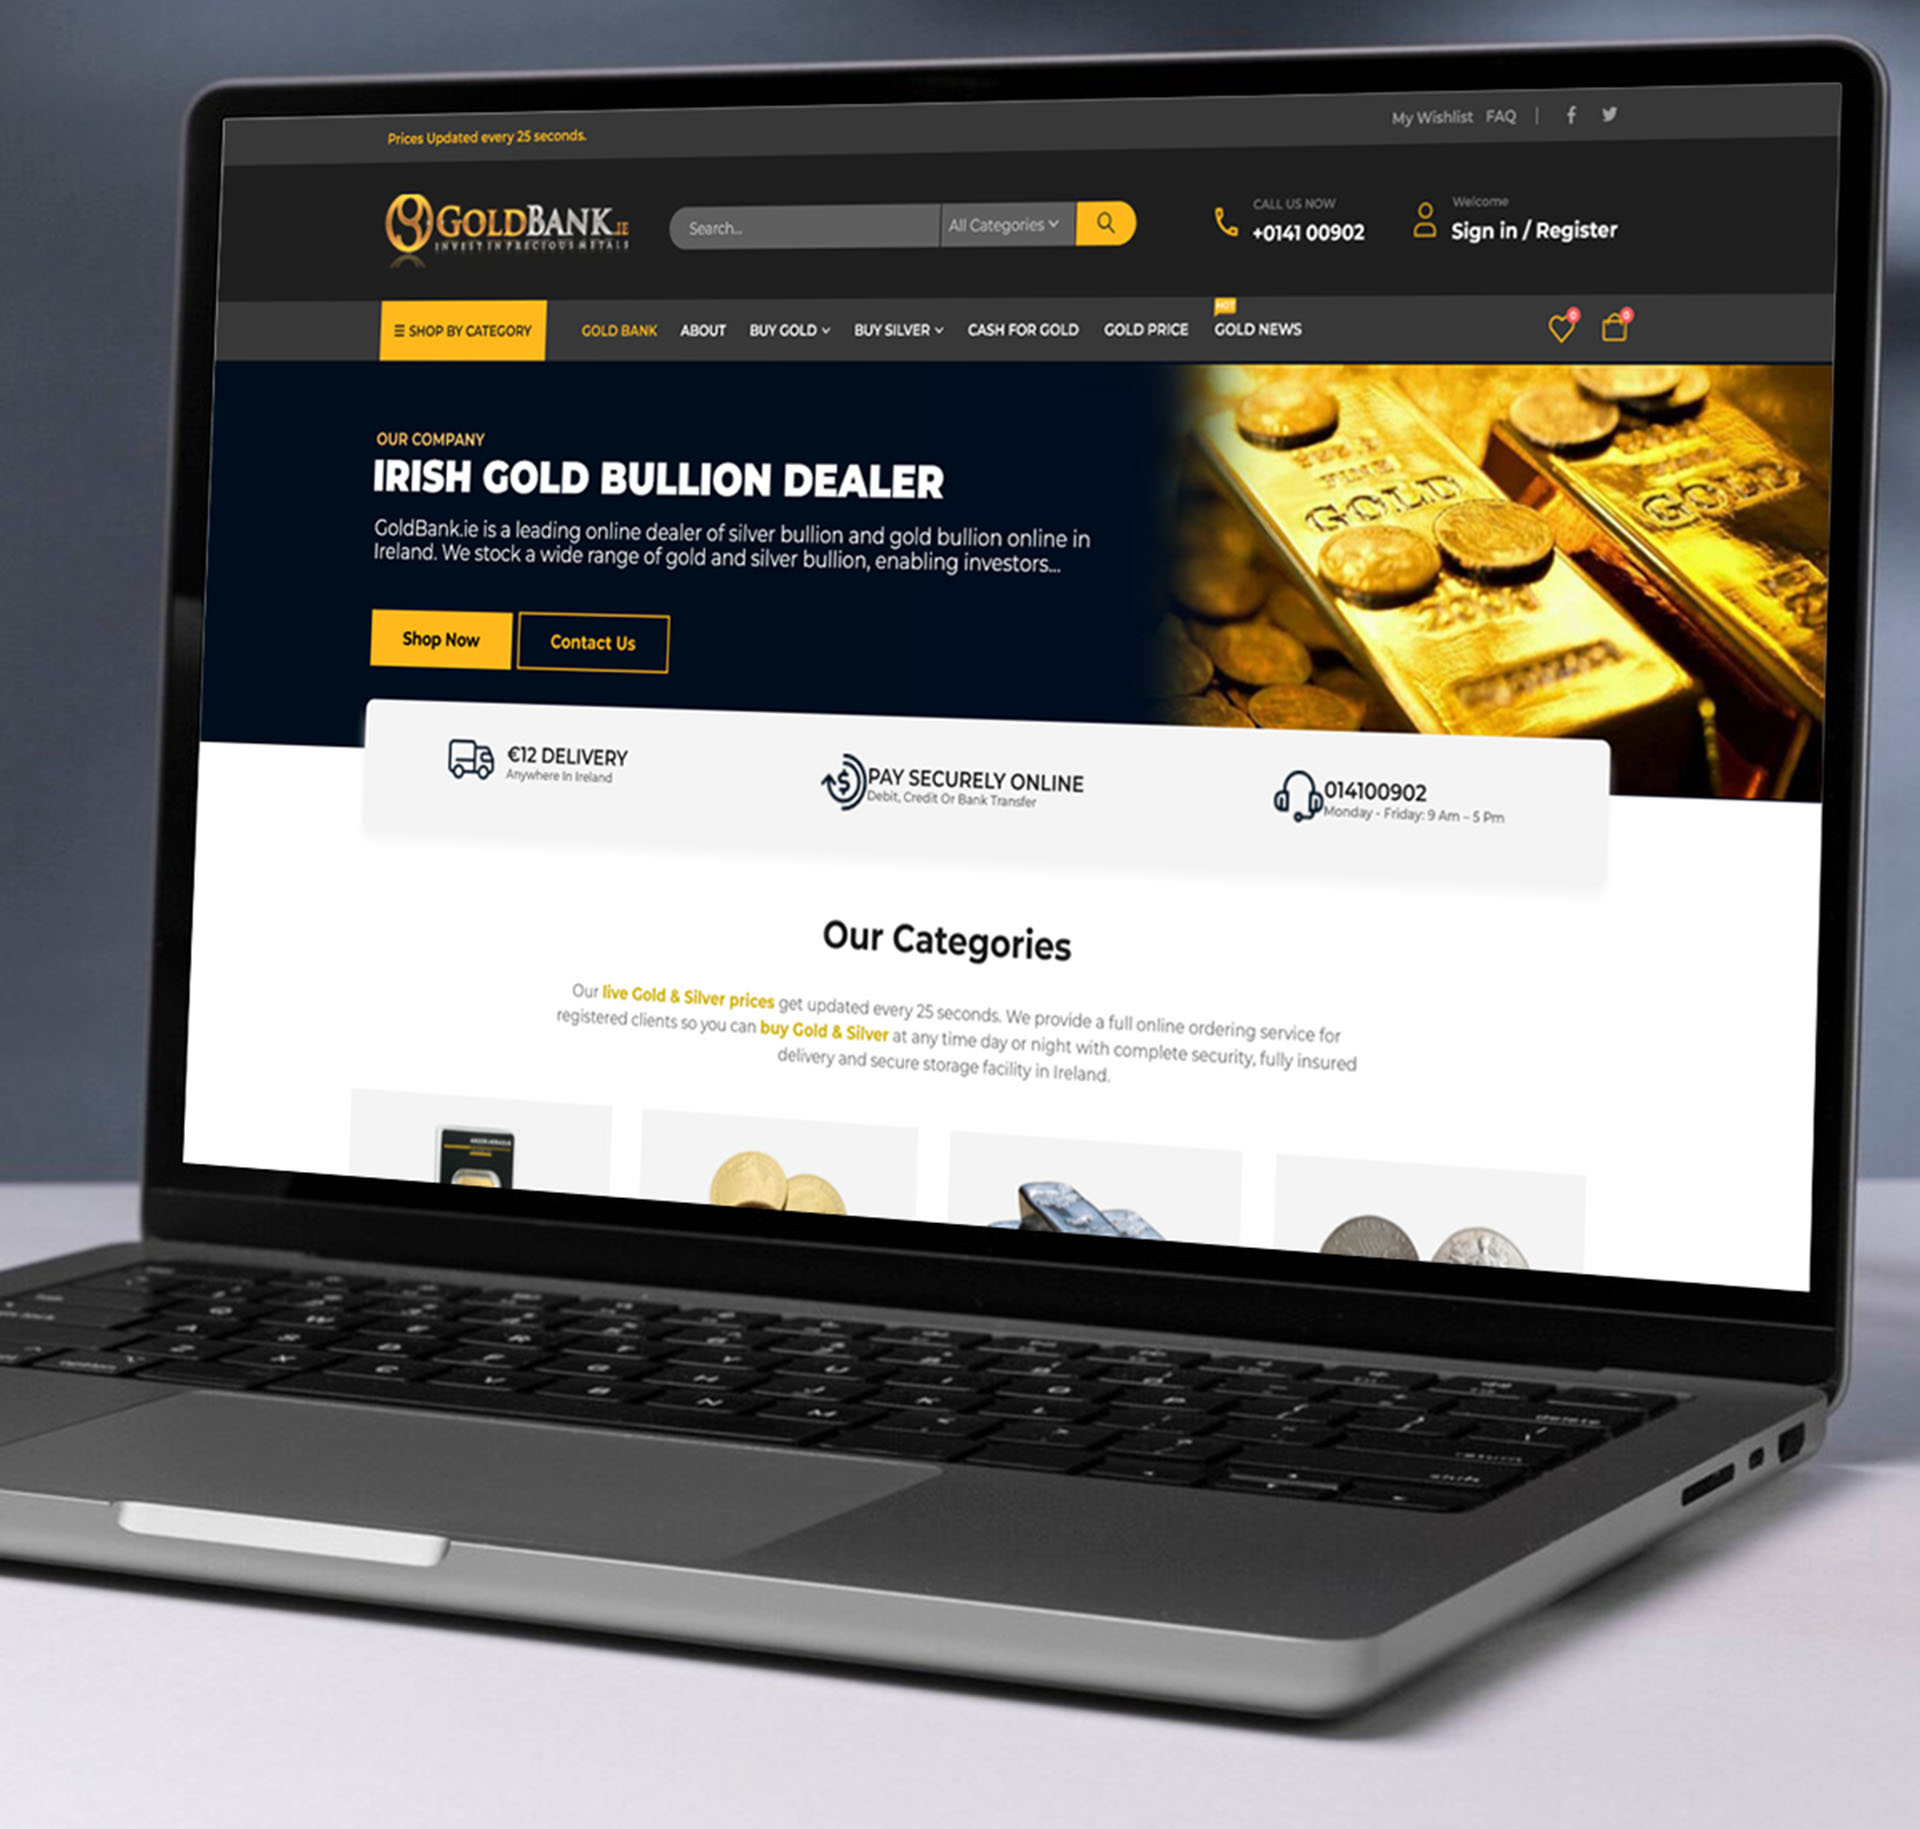 Prices Updated every 25 seconds.
My Wishlist FAQ |
GOLDBANK.IE
INVEST IN PRECIOUS METALS
Search...
All Categories
CALL US NOW
+0141 00902
Welcome
Sign in / Register
SHOP BY CATEGORY
GOLD BANK
ABOUT
BUY GOLD
BUY SILVER
CASH FOR GOLD
GOLD PRICE
HOT
GOLD NEWS
0
0
OUR COMPANY
IRISH GOLD BULLION DEALER
GoldBank.ie is a leading online dealer of silver bullion and gold bullion online in
Ireland. We stock a wide range of gold and silver bullion, enabling investors...
Shop Now
Contact Us
FINE
GOLD
GOLD
€12 DELIVERY
Anywhere In Ireland
PAY SECURELY ONLINE
Debit, Credit Or Bank Transfer
014100902
Monday - Friday: 9 Am – 5 Pm
Our Categories
Our live Gold & Silver prices get updated every 25 seconds. We provide a full online ordering service for
registered clients so you can buy Gold & Silver at any time day or night with complete security, fully insured
delivery and secure storage facility in Ireland.
delete
return
shift
option